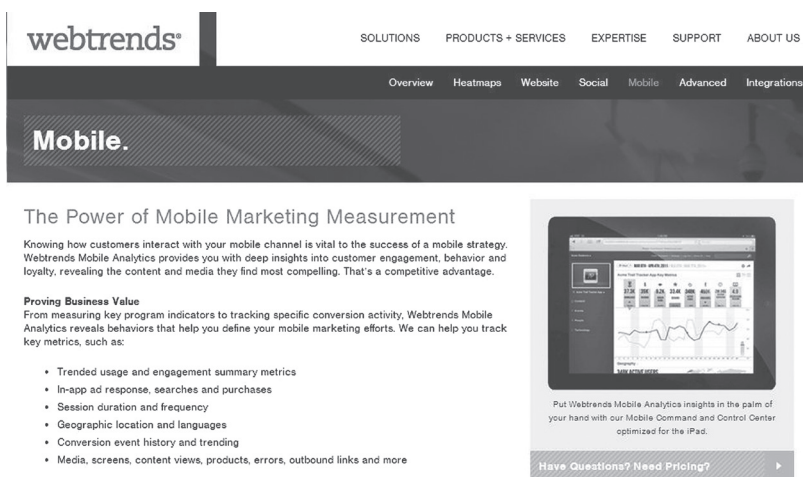 webtrends®
SOLUTIONS PRODUCTS + SERVICES EXPERTISE SUPPORT ABOUT US
Overview Heatmaps Website Social Mobile Advanced Integrations
Mobile.
The Power of Mobile Marketing Measurement
Knowing how customers interact with your mobile channel is vital to the success of a mobile strategy.
Webtrends Mobile Analytics provides you with deep insights into customer engagement, behavior and
loyalty, revealing the content and media they find most compelling. That's a competitive advantage.
Proving Business Value
From measuring key program indicators to tracking specific conversion activity, Webtrends Mobile
Analytics reveals behaviors that help you define your mobile marketing efforts. We can help you track
key metrics, such as:
• Trended usage and engagement summary metrics
• In-app ad response, searches and purchases
• Session duration and frequency
• Geographic location and languages
• Conversion event history and trending
• Media, screens, content views, products, errors, outbound links and more
Put Webtrends Mobile Analytics insights in the palm of
your hand with our Mobile Command and Control Center
optimized for the iPad.
Have Questions? Need Pricing?